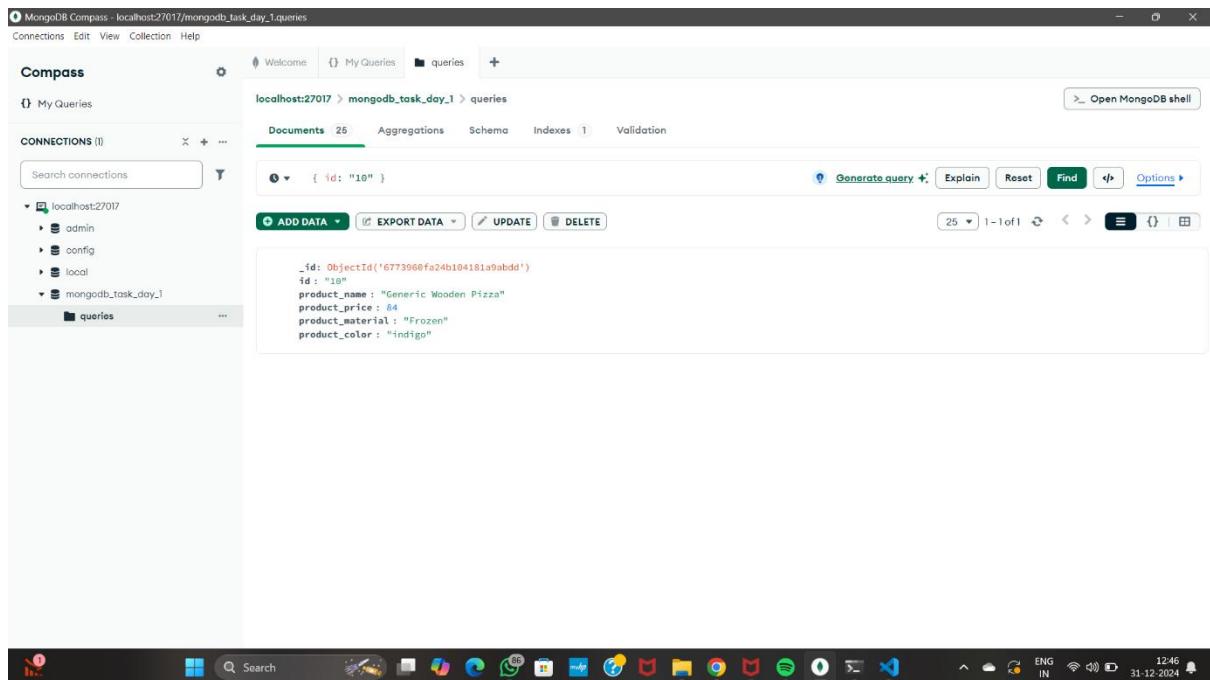 MongoDB Compass - localhost:27017/mongodb_task_day_1.queries
Connections Edit View Collection Help
Compass
{} My Queries
CONNECTIONS (1)
Search connections
localhost:27017
admin
config
local
mongodb_task_day_1
queries
Welcome {} My Queries queries
localhost:27017 > mongodb_task_day_1 > queries
>_ Open MongoDB shell
Documents 25 Aggregations Schema Indexes 1 Validation
{ id: "10" }
Generate query Explain Reset Find </> Options
ADD DATA EXPORT DATA UPDATE DELETE
25 1-1 of 1 {}
_id: ObjectId('6773960fa24b104181a9abdd')
id : "10"
product_name : "Generic Wooden Pizza"
product_price : 84
product_material : "Frozen"
product_color : "indigo"
1
Search
86
ENG
IN
12:46
31-12-2024